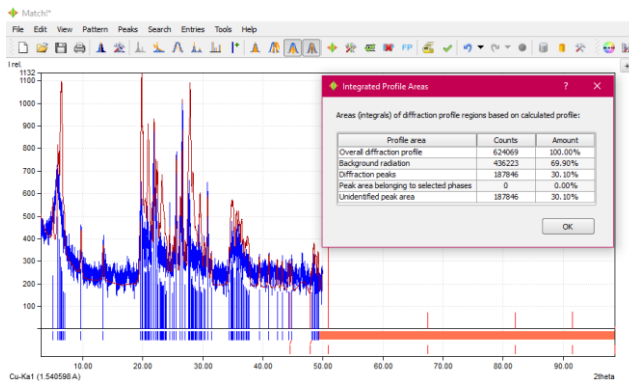 Match!*
File Edit View Pattern Peaks Search Entries Tools Help
FP
I rel.
Integrated Profile Areas ? ×
Areas (integrals) of diffraction profile regions based on calculated profile:
Profile area Counts Amount
Overall diffraction profile 624069 100.00%
Background radiation 436223 69.90%
Diffraction peaks 187846 30.10%
Peak area belonging to selected phases 0 0.00%
Unidentified peak area 187846 30.10%
OK
1132
1100
1000
900
800
700
600
500
400
300
200
100
10.00 20.00 30.00 40.00 50.00 60.00 70.00 80.00 90.00
Cu-Ka1 (1.540598 A) 2theta